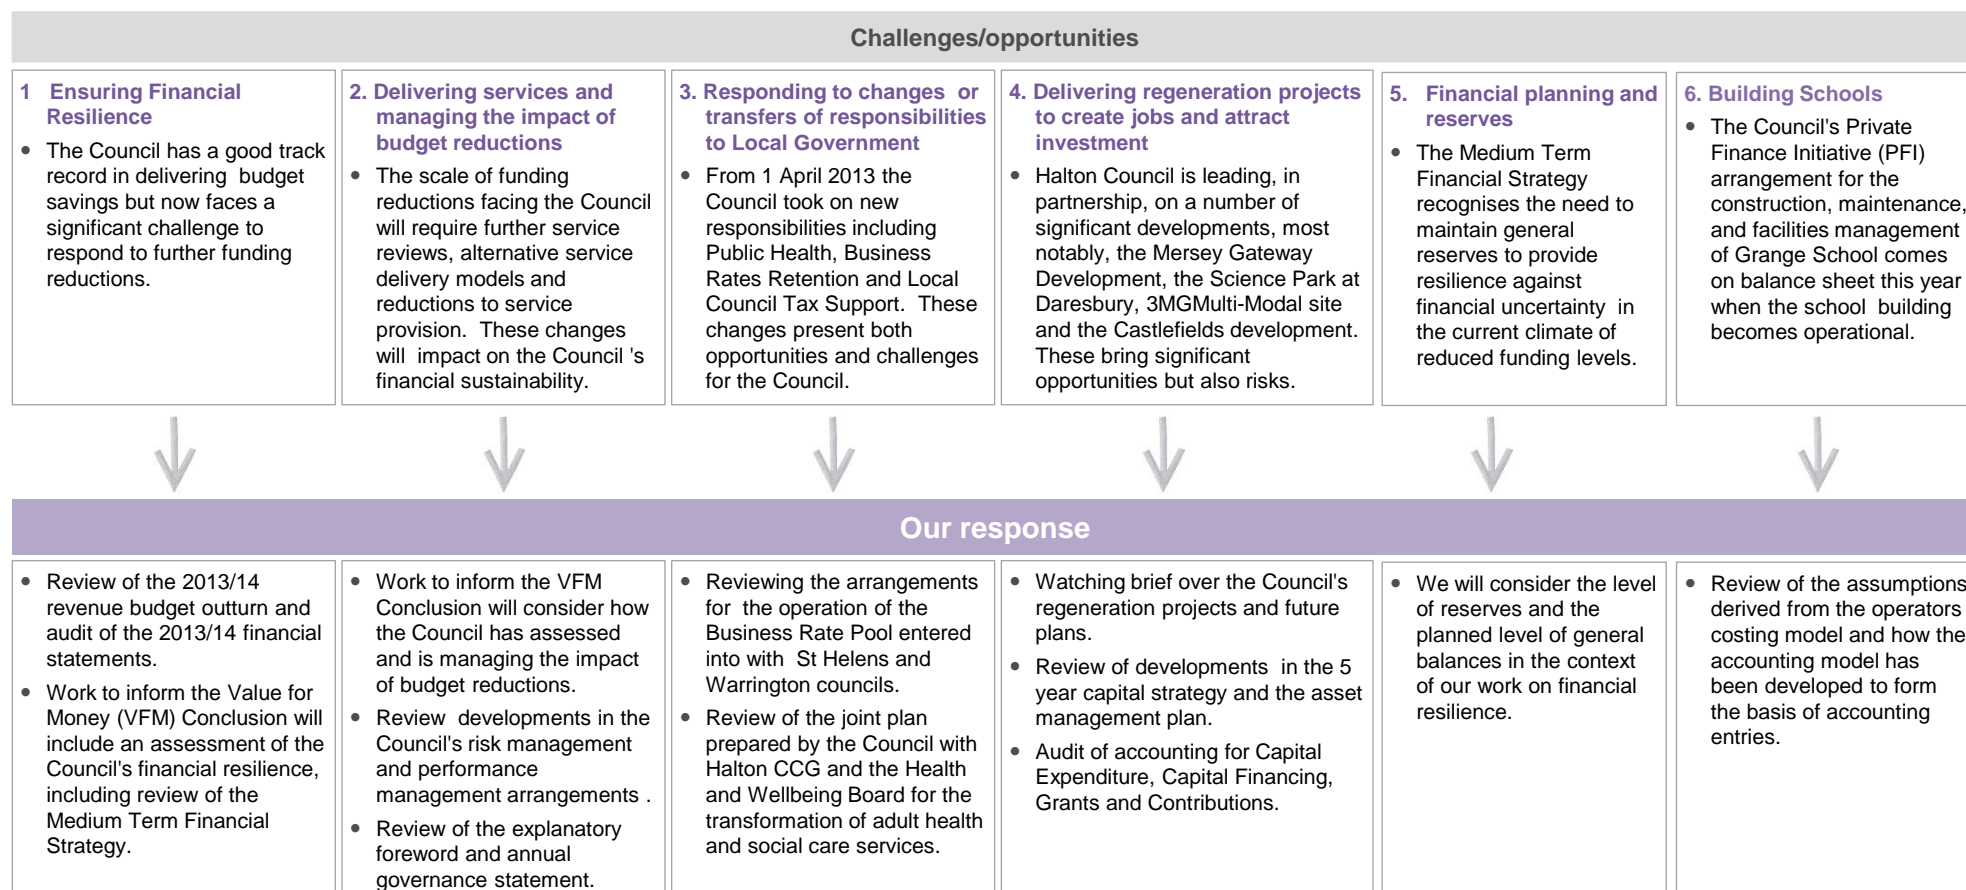 Challenges/opportunities
1 Ensuring Financial
Resilience
• The Council has a good track
record in delivering budget
savings but now faces a
significant challenge to
respond to further funding
reductions.
2. Delivering services and
managing the impact of
budget reductions
• The scale of funding
reductions facing the Council
will require further service
reviews, alternative service
delivery models and
reductions to service
provision. These changes
will impact on the Council 's
financial sustainability.
3. Responding to changes or
transfers of responsibilities
to Local Government
• From 1 April 2013 the
Council took on new
responsibilities including
Public Health, Business
Rates Retention and Local
Council Tax Support. These
changes present both
opportunities and challenges
for the Council.
4. Delivering regeneration projects
to create jobs and attract
investment
• Halton Council is leading, in
partnership, on a number of
significant developments, most
notably, the Mersey Gateway
Development, the Science Park at
Daresbury, 3MGMulti-Modal site
and the Castlefields development.
These bring significant
opportunities but also risks.
5. Financial planning and
reserves
• The Medium Term
Financial Strategy
recognises the need to
maintain general
reserves to provide
resilience against
financial uncertainty in
the current climate of
reduced funding levels.
6. Building Schools
• The Council's Private
Finance Initiative (PFI)
arrangement for the
construction, maintenance,
and facilities management
of Grange School comes
on balance sheet this year
when the school building
becomes operational.
Our response
• Review of the 2013/14
revenue budget outturn and
audit of the 2013/14 financial
statements.
• Work to inform the Value for
Money (VFM) Conclusion will
include an assessment of the
Council's financial resilience,
including review of the
Medium Term Financial
Strategy.
• Work to inform the VFM
Conclusion will consider how
the Council has assessed
and is managing the impact
of budget reductions.
• Review developments in the
Council's risk management
and performance
management arrangements .
• Review of the explanatory
foreword and annual
governance statement.
• Reviewing the arrangements
for the operation of the
Business Rate Pool entered
into with St Helens and
Warrington councils.
• Review of the joint plan
prepared by the Council with
Halton CCG and the Health
and Wellbeing Board for the
transformation of adult health
and social care services.
• Watching brief over the Council's
regeneration projects and future
plans.
• Review of developments in the 5
year capital strategy and the asset
management plan.
• Audit of accounting for Capital
Expenditure, Capital Financing,
Grants and Contributions.
• We will consider the level
of reserves and the
planned level of general
balances in the context
of our work on financial
resilience.
• Review of the assumptions
derived from the operators
costing model and how the
accounting model has
been developed to form
the basis of accounting
entries.